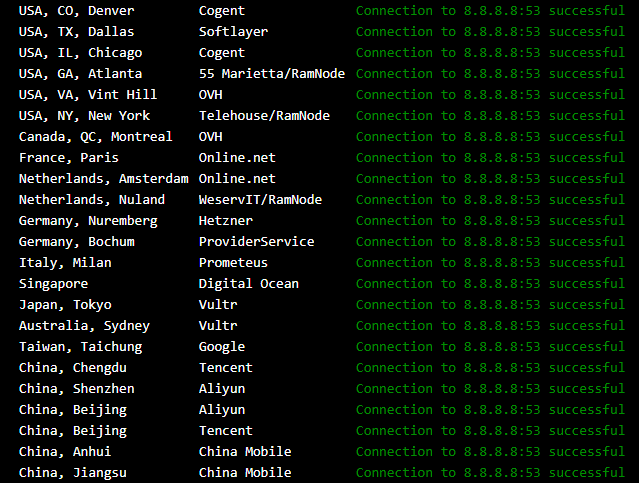 USA, CO, Denver Cogent Connection to 8.8.8.8:53 successful
USA, TX, Dallas Softlayer Connection to 8.8.8.8:53 successful
USA, IL, Chicago Cogent Connection to 8.8.8.8:53 successful
USA, GA, Atlanta 55 Marietta/RamNode Connection to 8.8.8.8:53 successful
USA, VA, Vint Hill OVH Connection to 8.8.8.8:53 successful
USA, NY, New York Telehouse/RamNode Connection to 8.8.8.8:53 successful
Canada, QC, Montreal OVH Connection to 8.8.8.8:53 successful
France, Paris Online.net Connection to 8.8.8.8:53 successful
Netherlands, Amsterdam Online.net Connection to 8.8.8.8:53 successful
Netherlands, Nuland WeservIT/RamNode Connection to 8.8.8.8:53 successful
Germany, Nuremberg Hetzner Connection to 8.8.8.8:53 successful
Germany, Bochum ProviderService Connection to 8.8.8.8:53 successful
Italy, Milan Prometeus Connection to 8.8.8.8:53 successful
Singapore Digital Ocean Connection to 8.8.8.8:53 successful
Japan, Tokyo Vultr Connection to 8.8.8.8:53 successful
Australia, Sydney Vultr Connection to 8.8.8.8:53 successful
Taiwan, Taichung Google Connection to 8.8.8.8:53 successful
China, Chengdu Tencent Connection to 8.8.8.8:53 successful
China, Shenzhen Aliyun Connection to 8.8.8.8:53 successful
China, Beijing Aliyun Connection to 8.8.8.8:53 successful
China, Beijing Tencent Connection to 8.8.8.8:53 successful
China, Anhui China Mobile Connection to 8.8.8.8:53 successful
China, Jiangsu China Mobile Connection to 8.8.8.8:53 successful